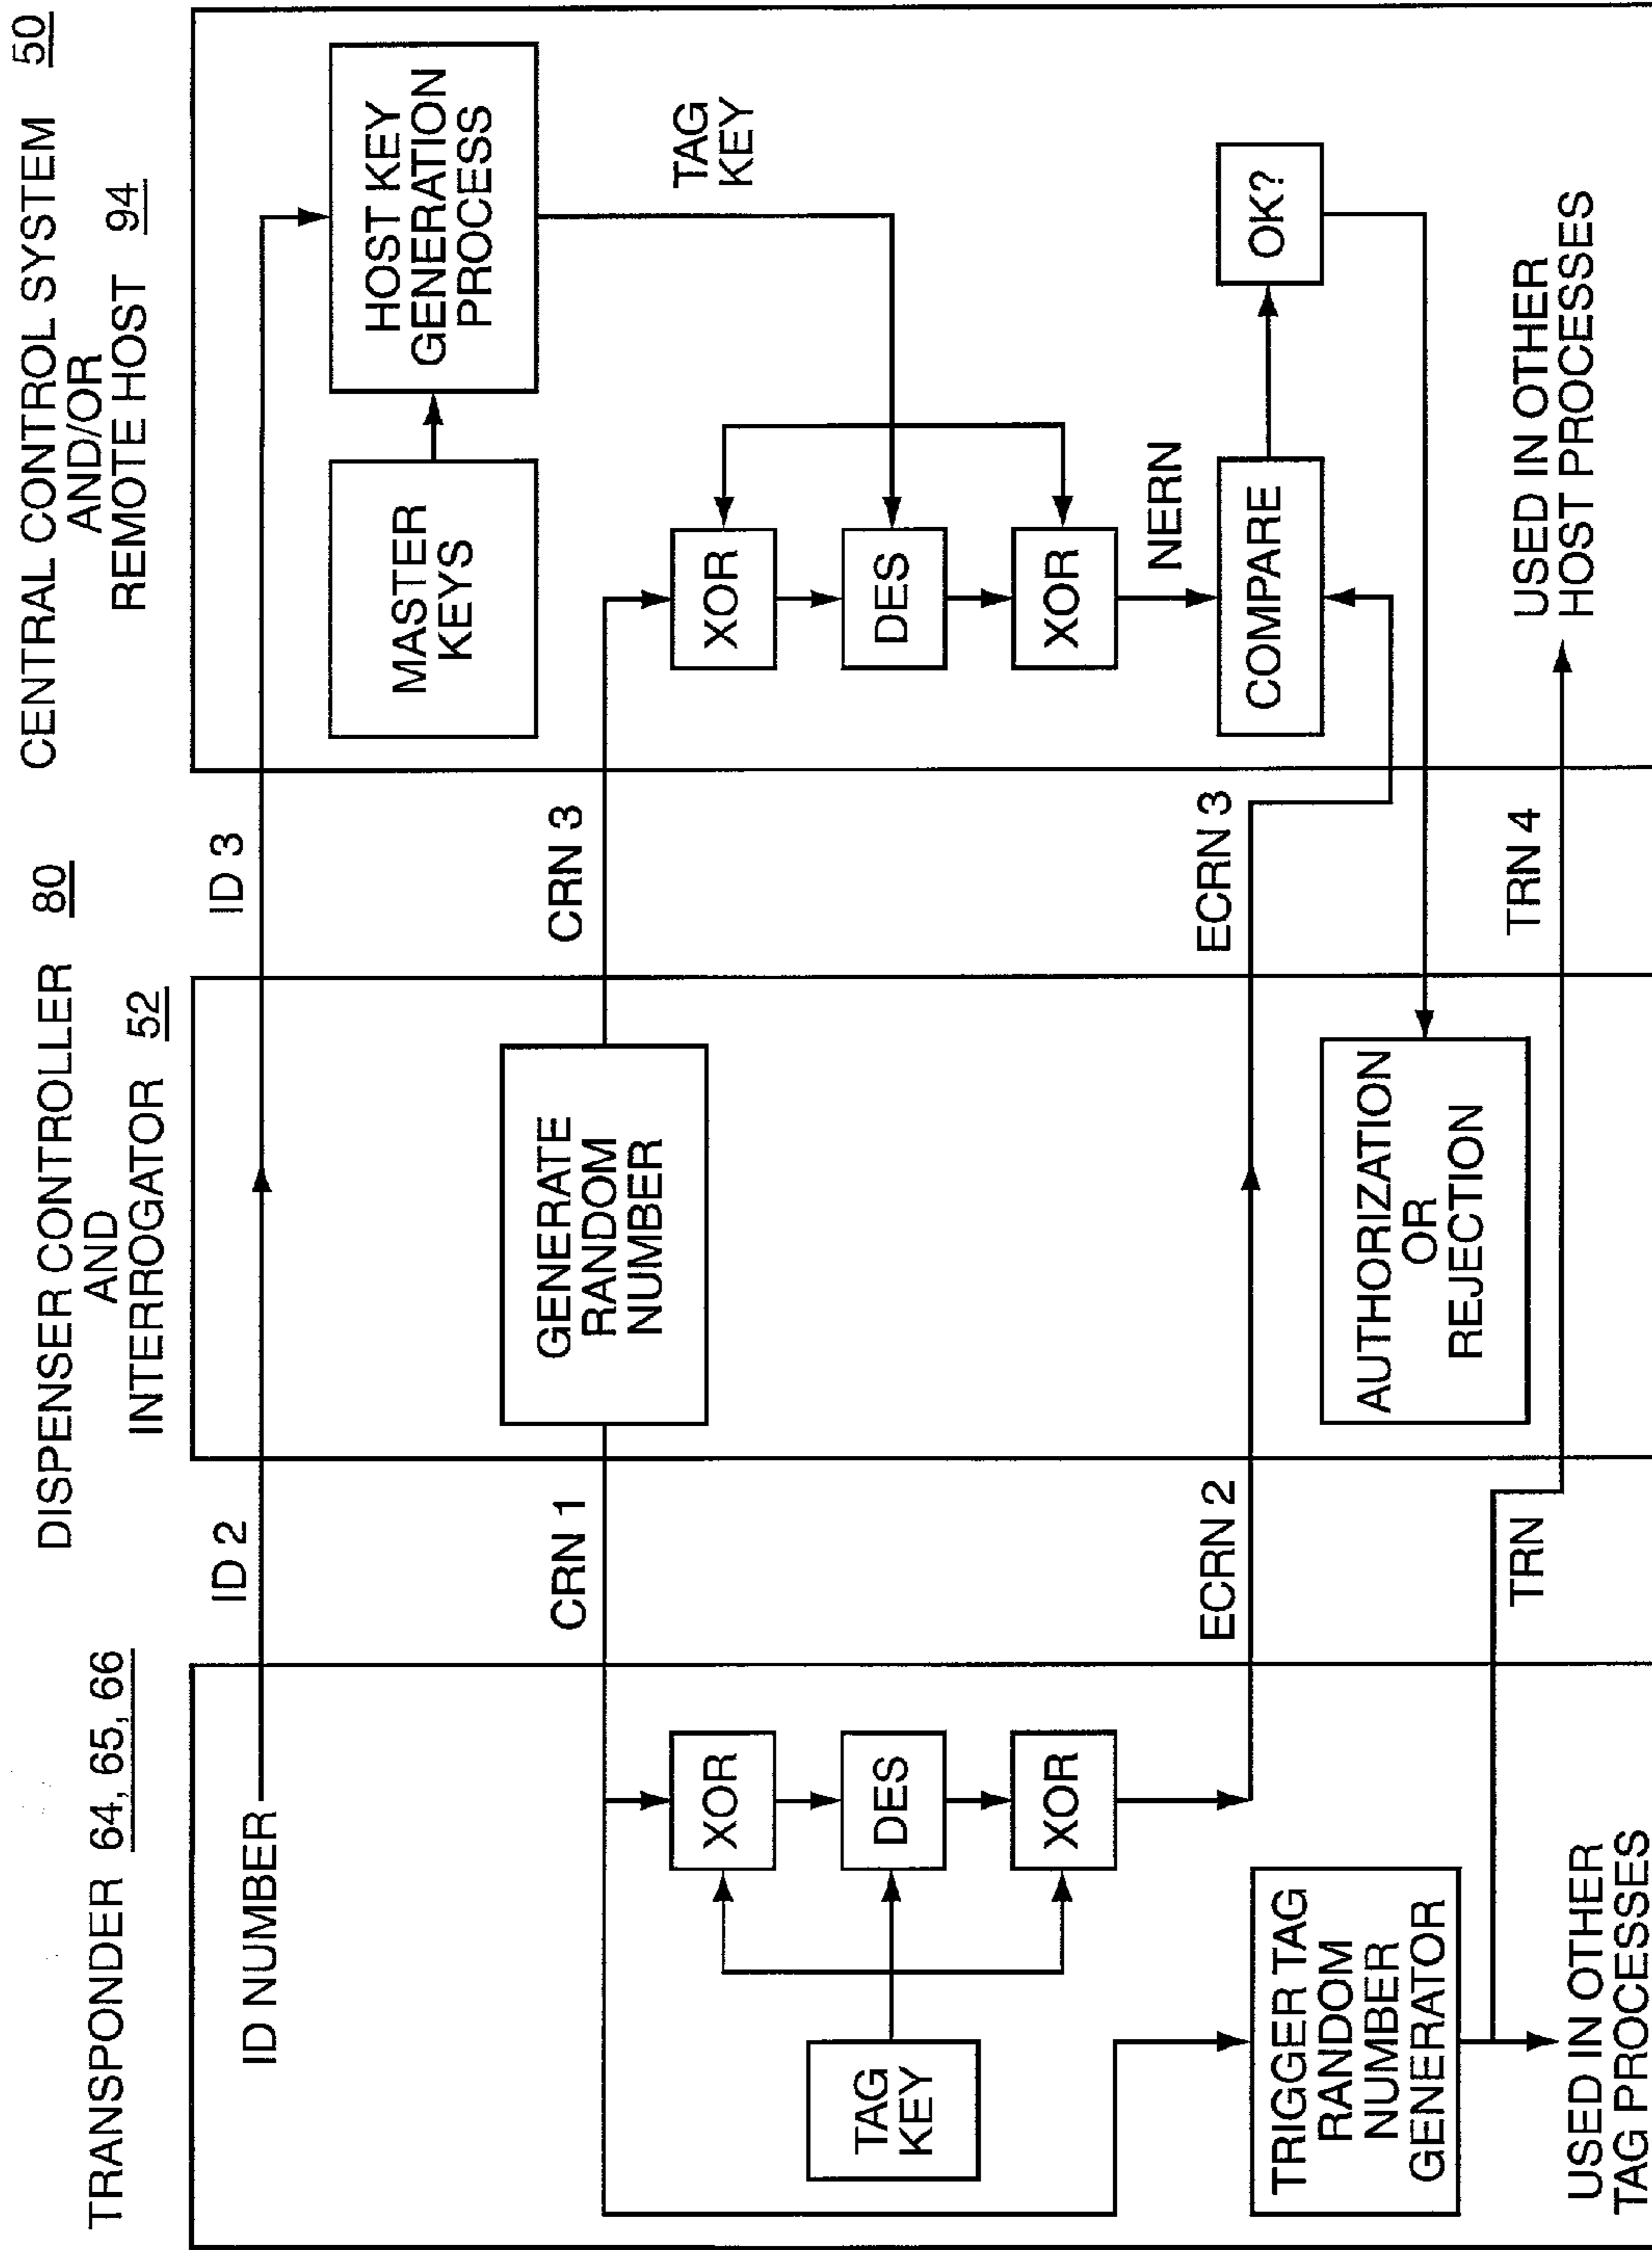 TRANSPONDER 64, 65, 66
DISPENSER CONTROLLER 80
AND
INTERROGATOR 52
CENTRAL CONTROL SYSTEM 50
AND/OR
REMOTE HOST 94
ID NUMBER
ID 2
ID 3
MASTER
KEYS
HOST KEY
GENERATION
PROCESS
TAG
KEY
CRN 1
GENERATE
RANDOM
NUMBER
CRN 3
XOR
DES
XOR
TAG
KEY
XOR
DES
XOR
NERN
ECRN 2
ECRN 3
COMPARE
OK?
TRIGGER TAG
RANDOM
NUMBER
GENERATOR
AUTHORIZATION
OR
REJECTION
TRN
TRN 4
USED IN OTHER
HOST PROCESSES
USED IN OTHER
TAG PROCESSES